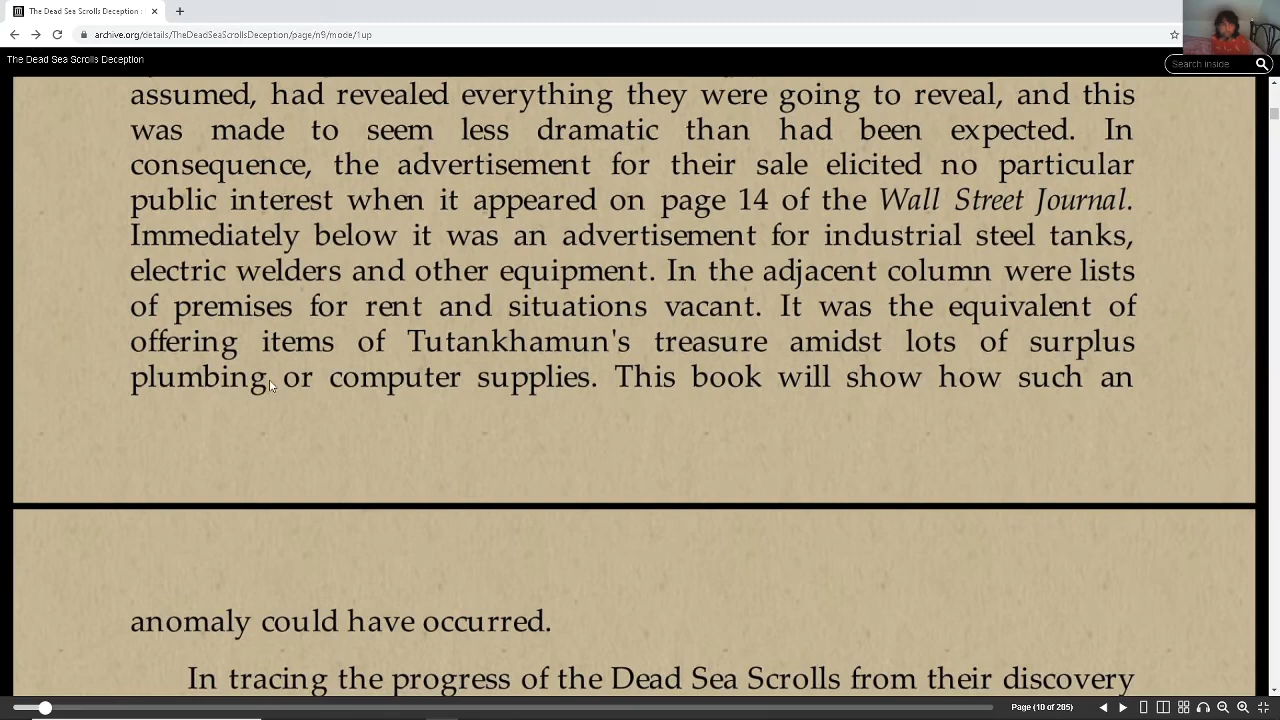 The Dead Sea Scrolls Deception :
archive.org/details/TheDeadSeaScrollsDeception/page/n9/mode/1up
The Dead Sea Scrolls Deception
Search inside
assumed, had revealed everything they were going to reveal, and this
was made to seem less dramatic than had been expected. In
consequence, the advertisement for their sale elicited no particular
public interest when it appeared on page 14 of the Wall Street Journal.
Immediately below it was an advertisement for industrial steel tanks,
electric welders and other equipment. In the adjacent column were lists
of premises for rent and situations vacant. It was the equivalent of
offering items of Tutankhamun's treasure amidst lots of surplus
plumbing or computer supplies. This book will show how such an
anomaly could have occurred.
In tracing the progress of the Dead Sea Scrolls from their discovery
Page (10 of 205)